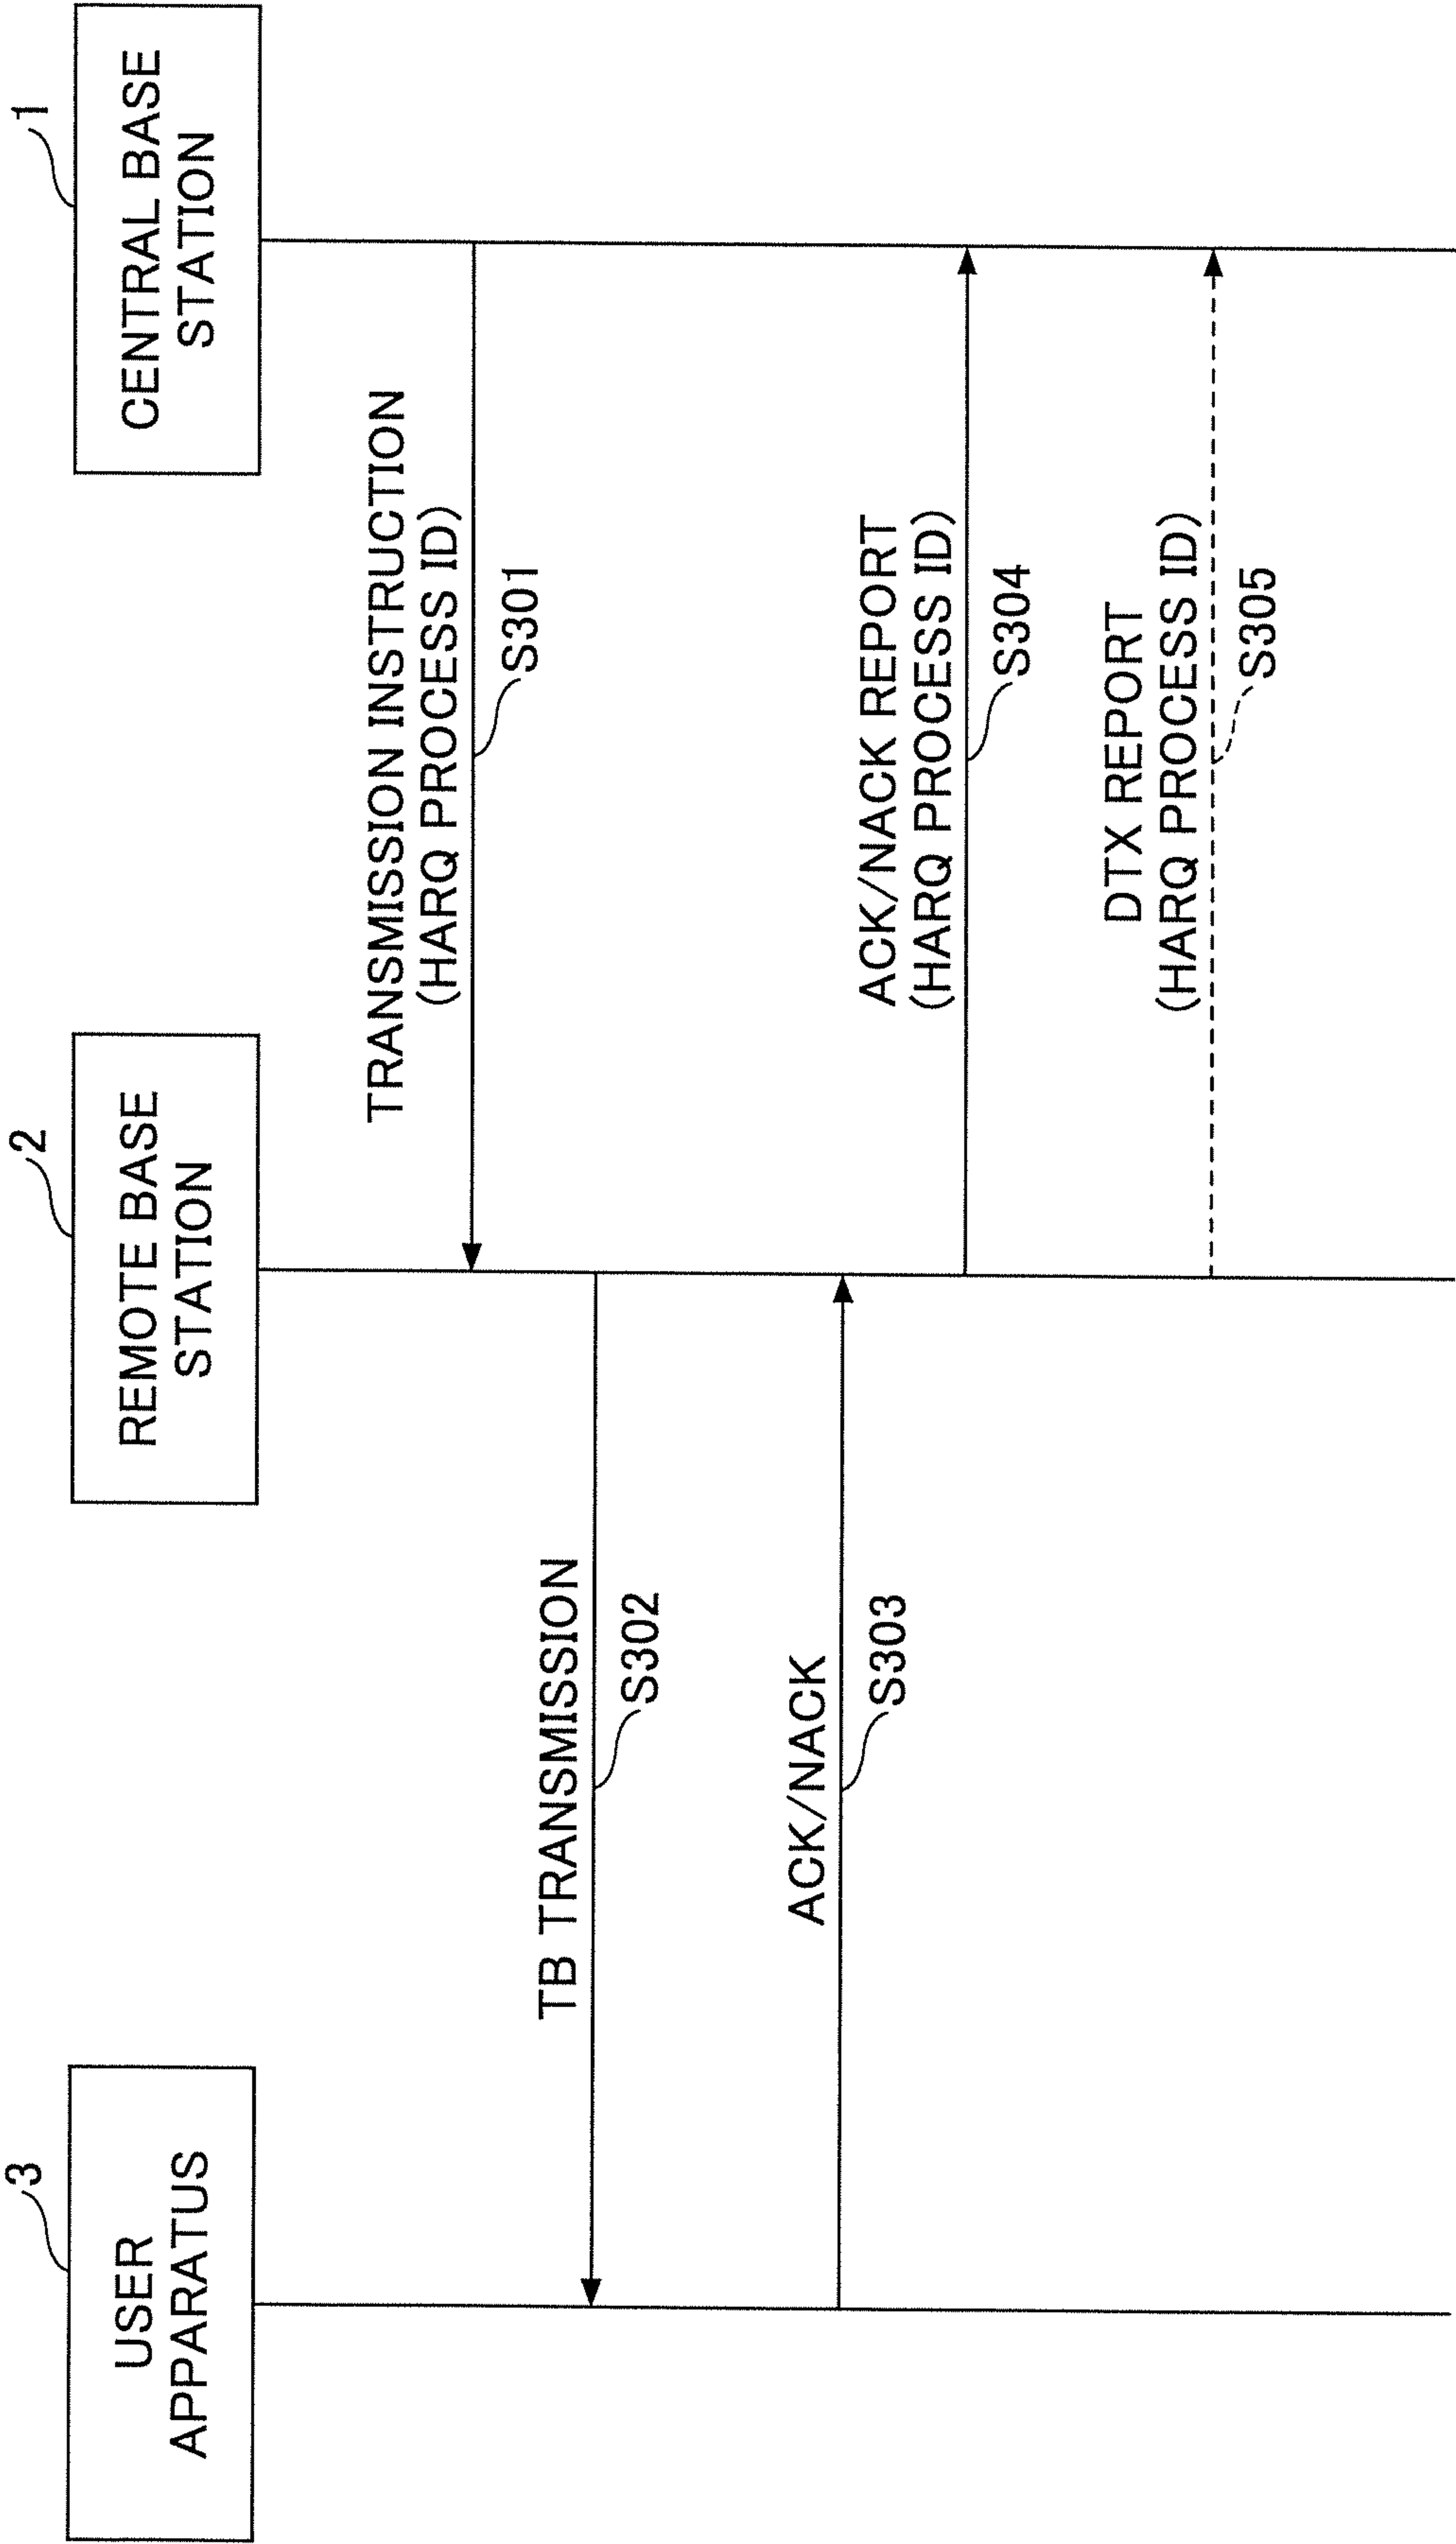 3
USER
APPARATUS
2
REMOTE BASE
STATION
1
CENTRAL BASE
STATION
TRANSMISSION INSTRUCTION
(HARQ PROCESS ID)
S301
TB TRANSMISSION
S302
ACK/NACK
S303
ACK/NACK REPORT
(HARQ PROCESS ID)
S304
DTX REPORT
(HARQ PROCESS ID)
S305